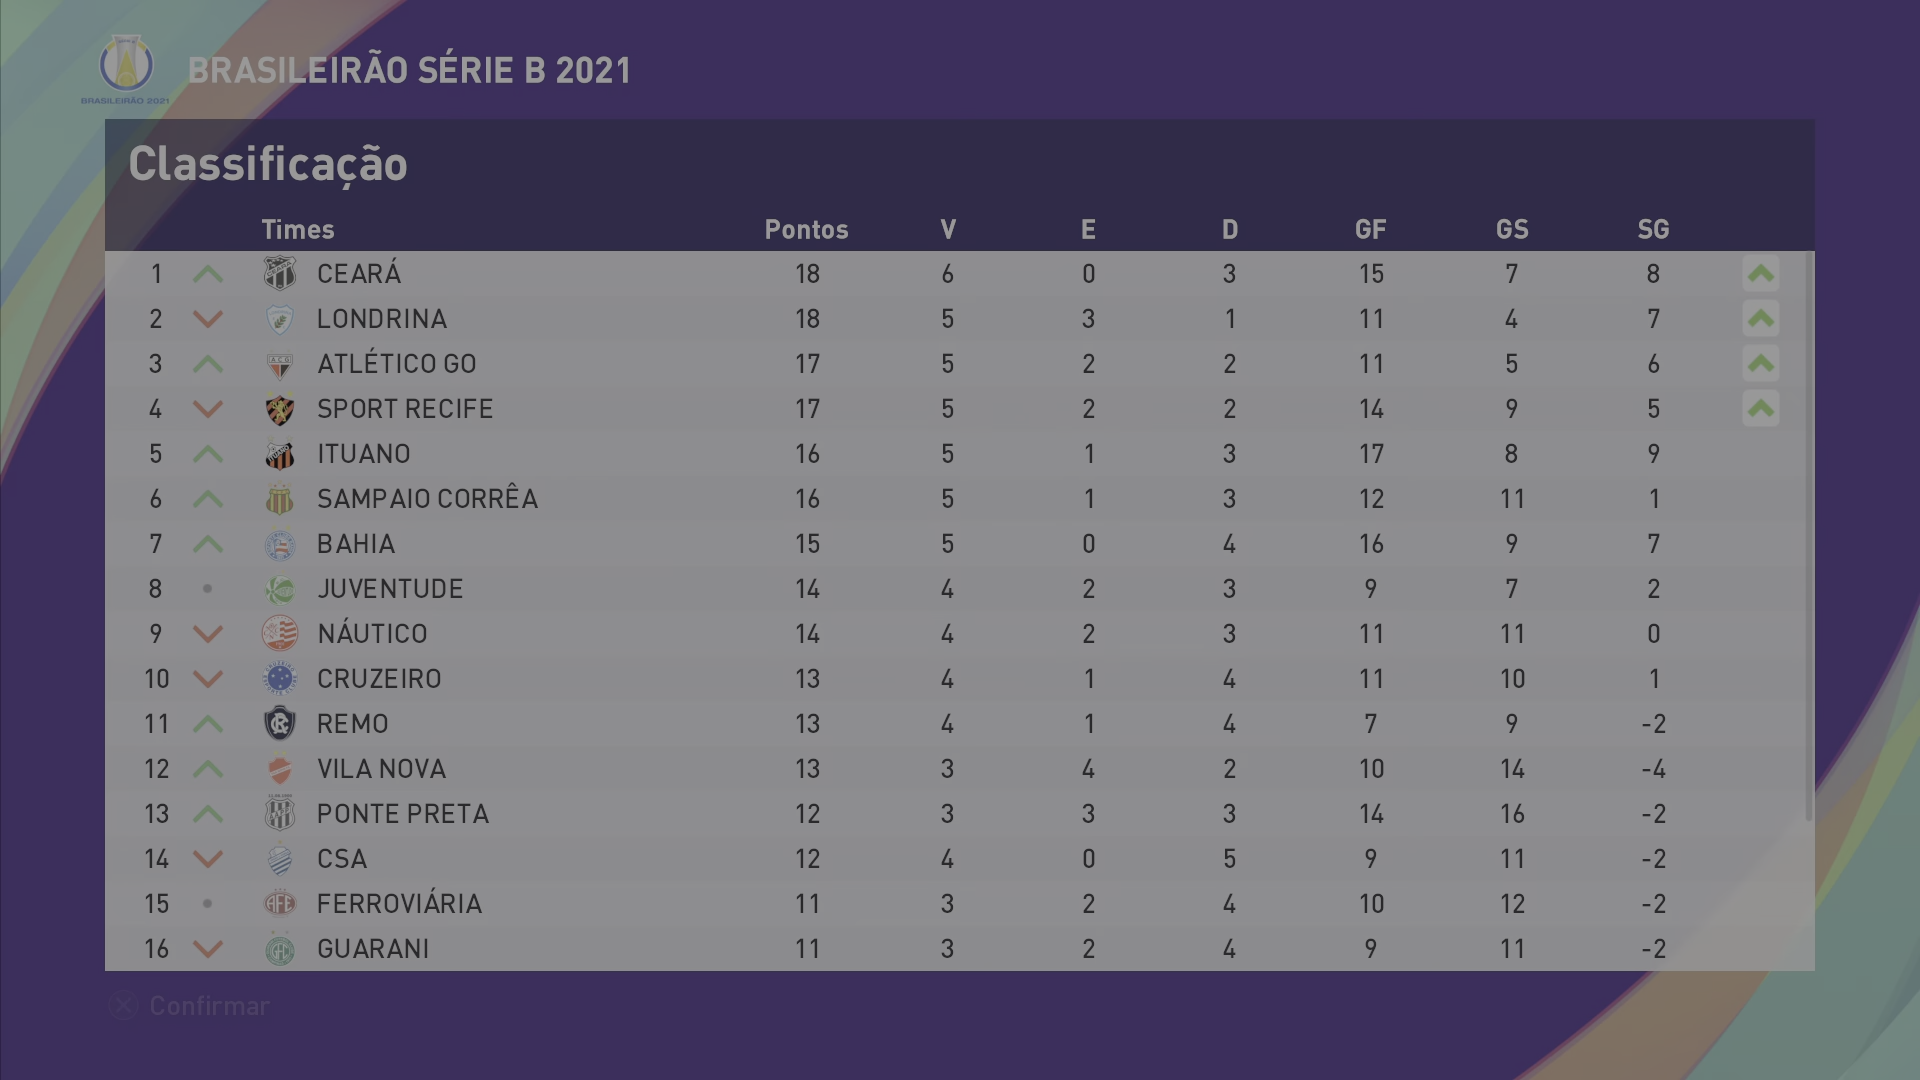 BRASILEIRÃO 2021
BRASILEIRÃO SÉRIE B 2021
Classificação
Times Pontos V E D GF GS SG
1 CEARÁ 18 6 0 3 15 7 8
2 LONDRINA 18 5 3 1 11 4 7
3 ATLÉTICO GO 17 5 2 2 11 5 6
4 SPORT RECIFE 17 5 2 2 14 9 5
5 ITUANO 16 5 1 3 17 8 9
6 SAMPAIO CORRÊA 16 5 1 3 12 11 1
7 BAHIA 15 5 0 4 16 9 7
8 JUVENTUDE 14 4 2 3 9 7 2
9 NÁUTICO 14 4 2 3 11 11 0
10 CRUZEIRO 13 4 1 4 11 10 1
11 REMO 13 4 1 4 7 9 -2
12 VILA NOVA 13 3 4 2 10 14 -4
13 PONTE PRETA 12 3 3 3 14 16 -2
14 CSA 12 4 0 5 9 11 -2
15 FERROVIÁRIA 11 3 2 4 10 12 -2
16 GUARANI 11 3 2 4 9 11 -2
Confirmar